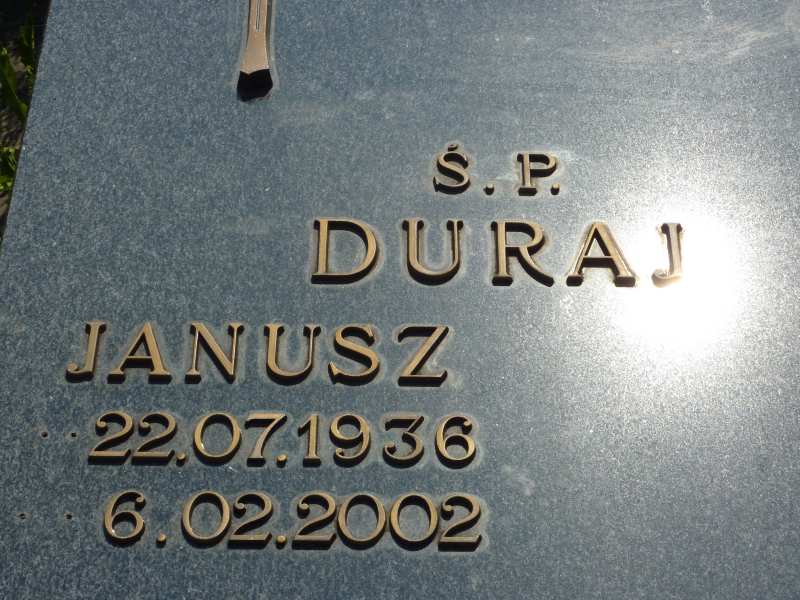 Ś.P.
DURAJ
JANUSZ
22.07.1936
6.02.2002